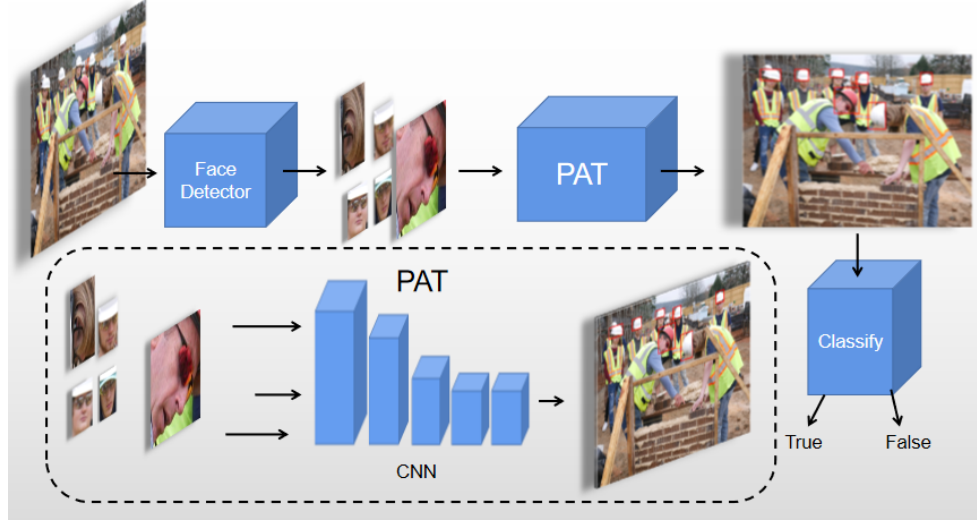 Face
Detector
PAT
PAT
Classify
True
False
CNN